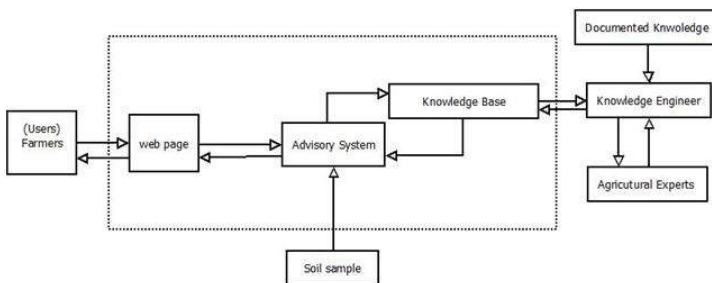 Documented Knwoledge
Knowledge Base
Knowledge Engineer
(Users)
Farmers
web page
Advisory System
Agricutural Experts
Soil sample